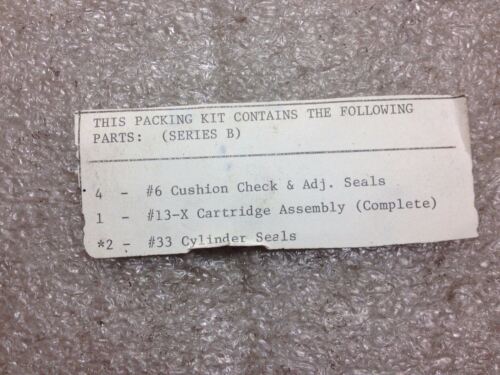 THIS PACKING KIT CONTAINS THE FOLLOWING
PARTS: (SERIES B)
4 - #6 Cushion Check & Adj. Seals
1 - #13-X Cartridge Assembly (Complete)
*2 - #33 Cylinder Seals